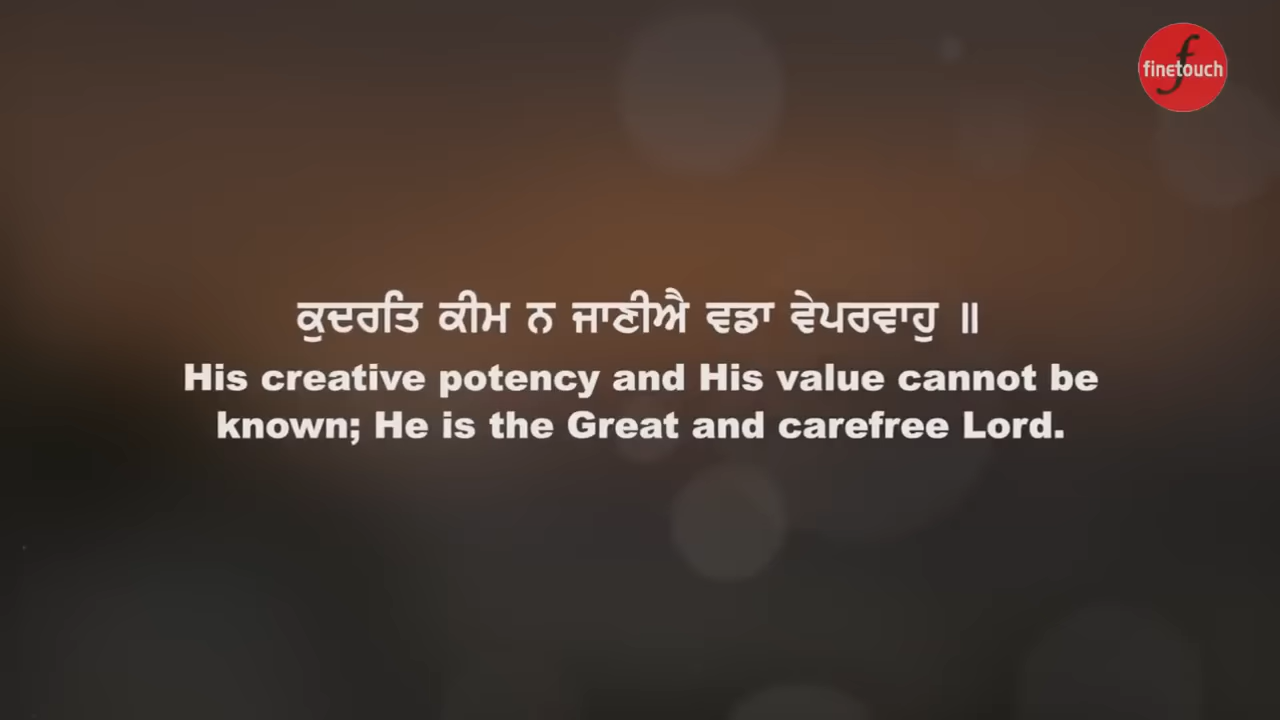 finetouch
ਕੁਦਰਤਿ ਕੀਮ ਨ ਜਾਣੀਐ ਵਡਾ ਵੇਪਰਵਾਹੁ ॥
His creative potency and His value cannot be
known; He is the Great and carefree Lord.